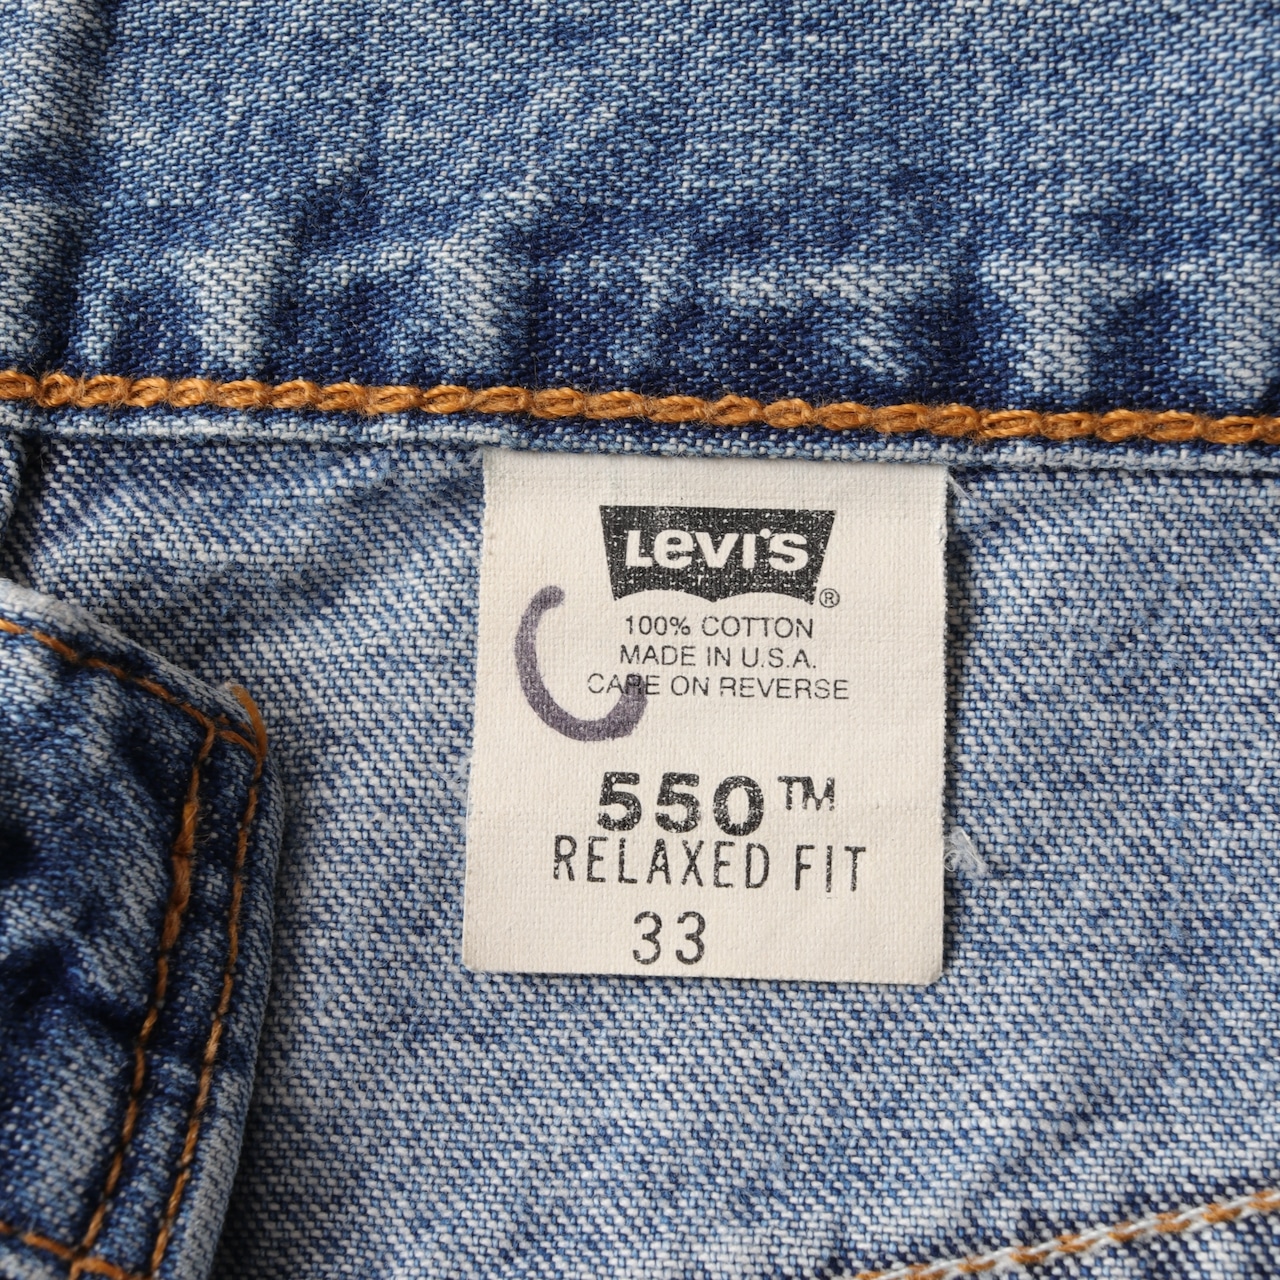 Levi's ®
100% COTTON
MADE IN U.S.A.
CARE ON REVERSE
550™
RELAXED FIT
33